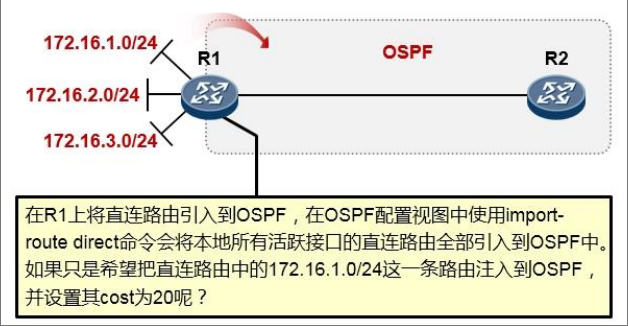 172.16.1.0/24
R1
OSPF
R2
172.16.2.0/24
172.16.3.0/24
在R1上将直连路由引入到OSPF，在OSPF配置视图中使用import-
route direct命令会将本地所有活跃接口的直连路由全部引入到OSPF中。
如果只是希望把直连路由中的172.16.1.0/24这一条路由注入到OSPF，
并设置其cost为20呢？